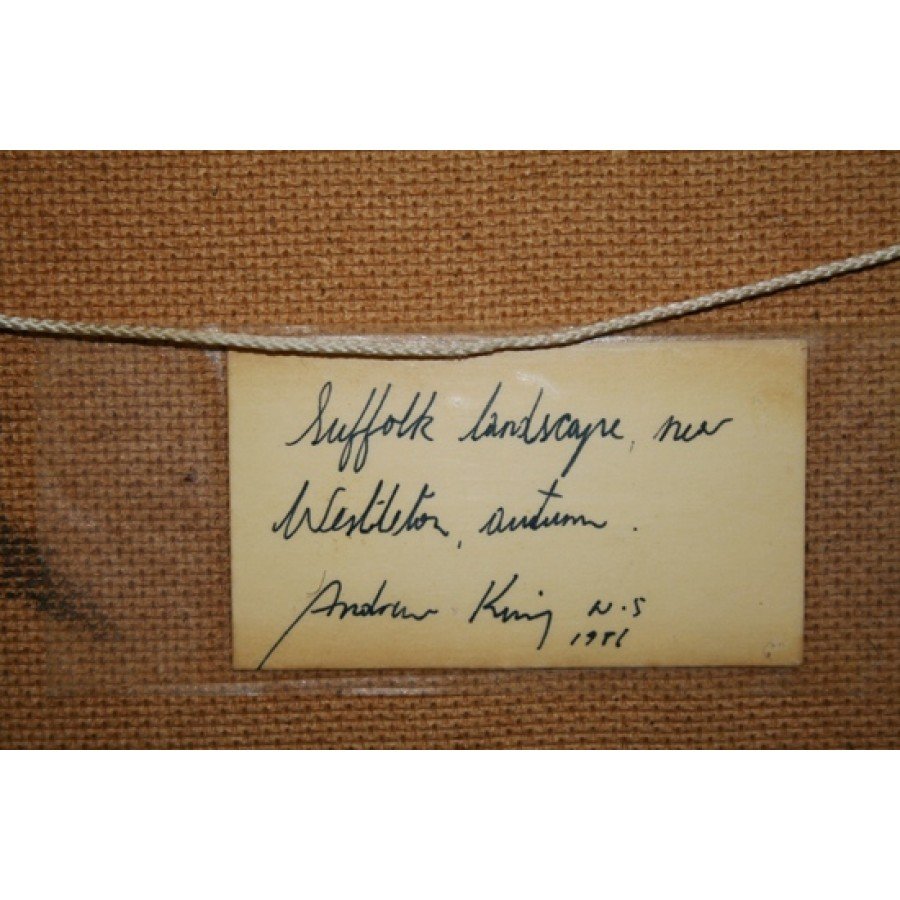 Suffolk landscape, near
Westleton, autumn.
Andrew King N.S
1986